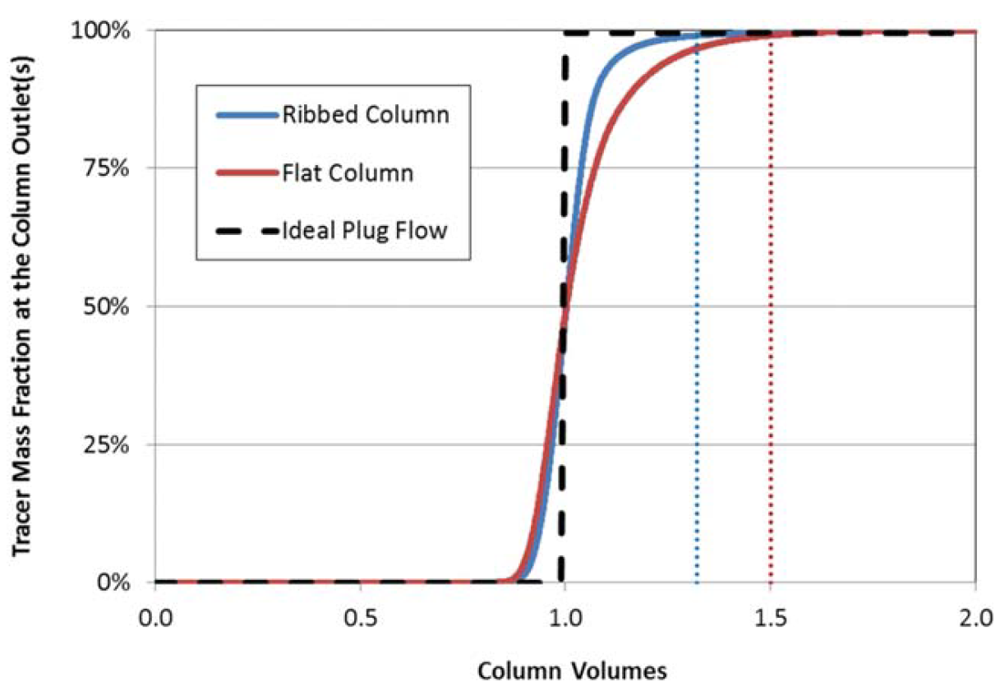 Tracer Mass Fraction at the Column Outlet(s)
100%
75%
50%
25%
0%
Ribbed Column
Flat Column
Ideal Plug Flow
0.0
0.5
1.0
1.5
2.0
Column Volumes